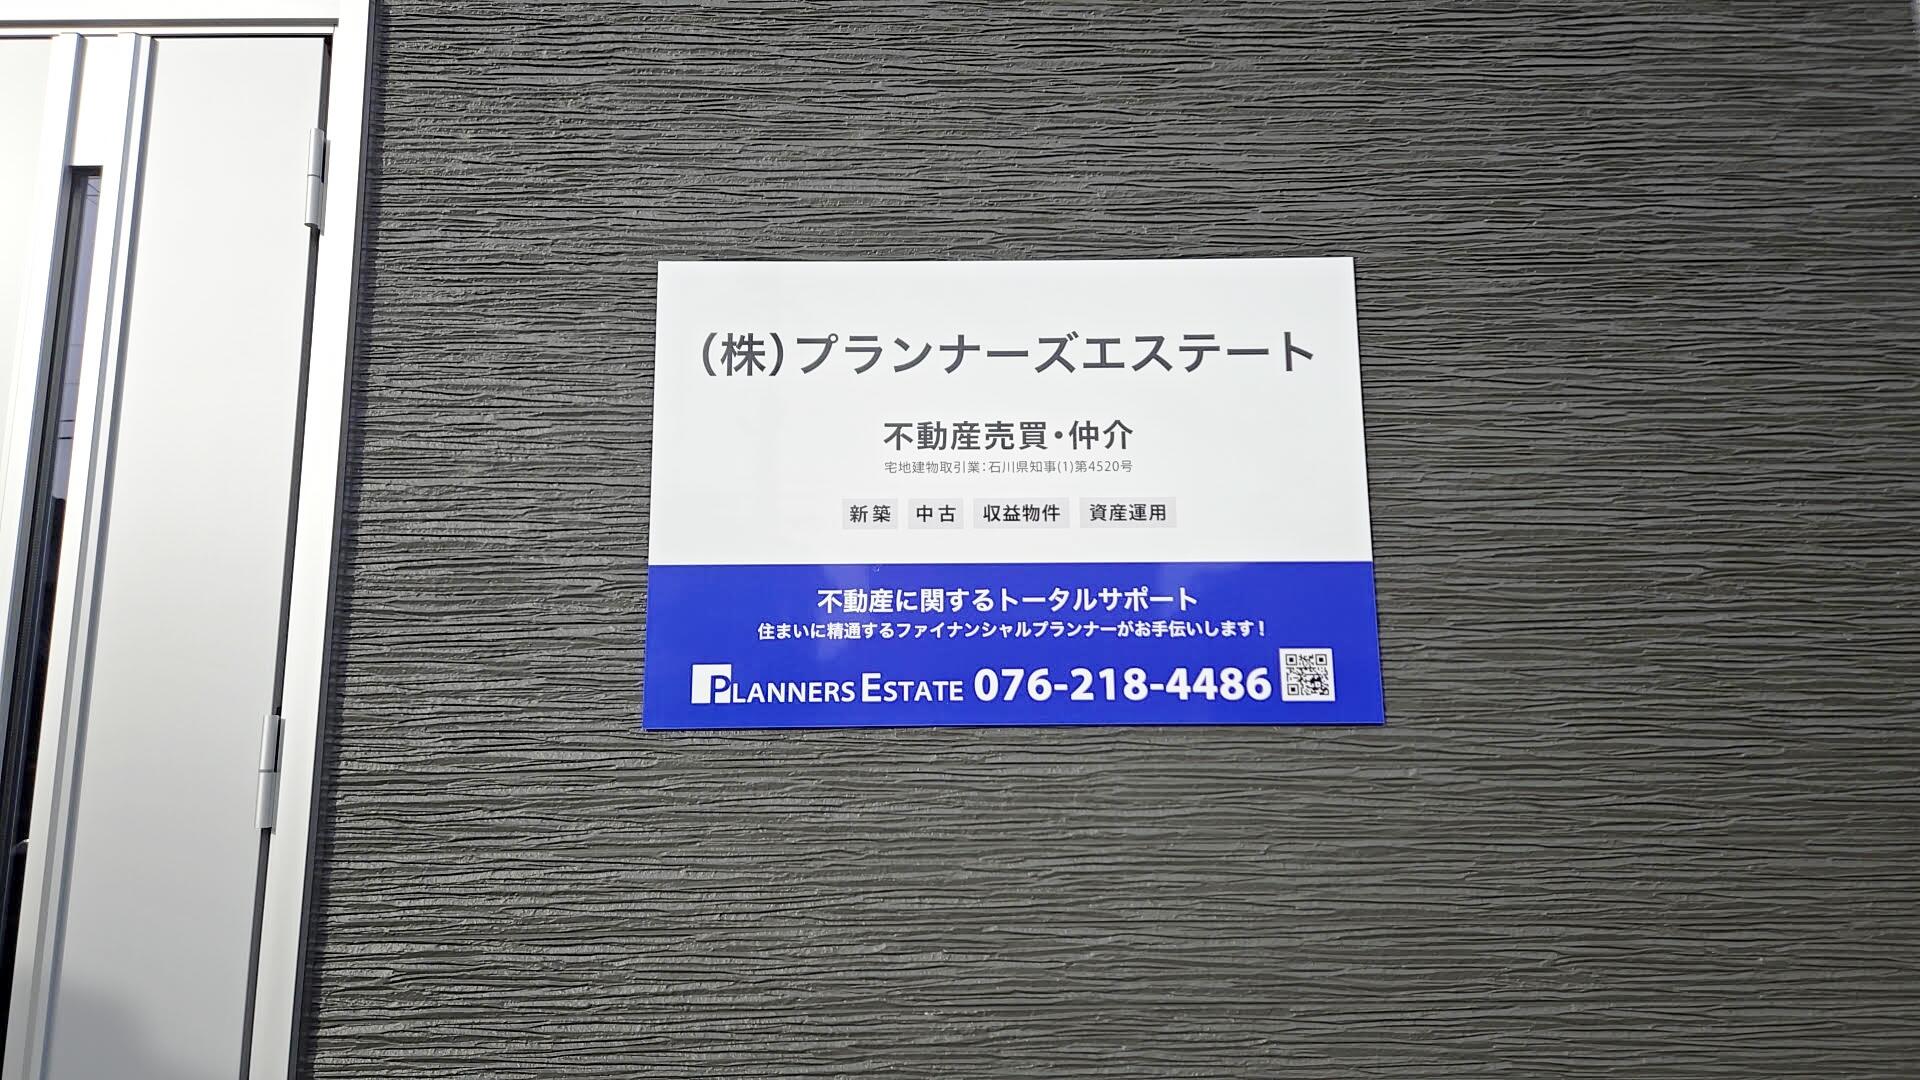 (株)プランナーズエステート
不動産売買・仲介
宅地建物取引業:石川県知事(1)第4520号
新築 中古 収益物件 資産運用
不動産に関するトータルサポート
住まいに精通するファイナンシャルプランナーがお手伝いします!
PLANNERS ESTATE 076-218-4486